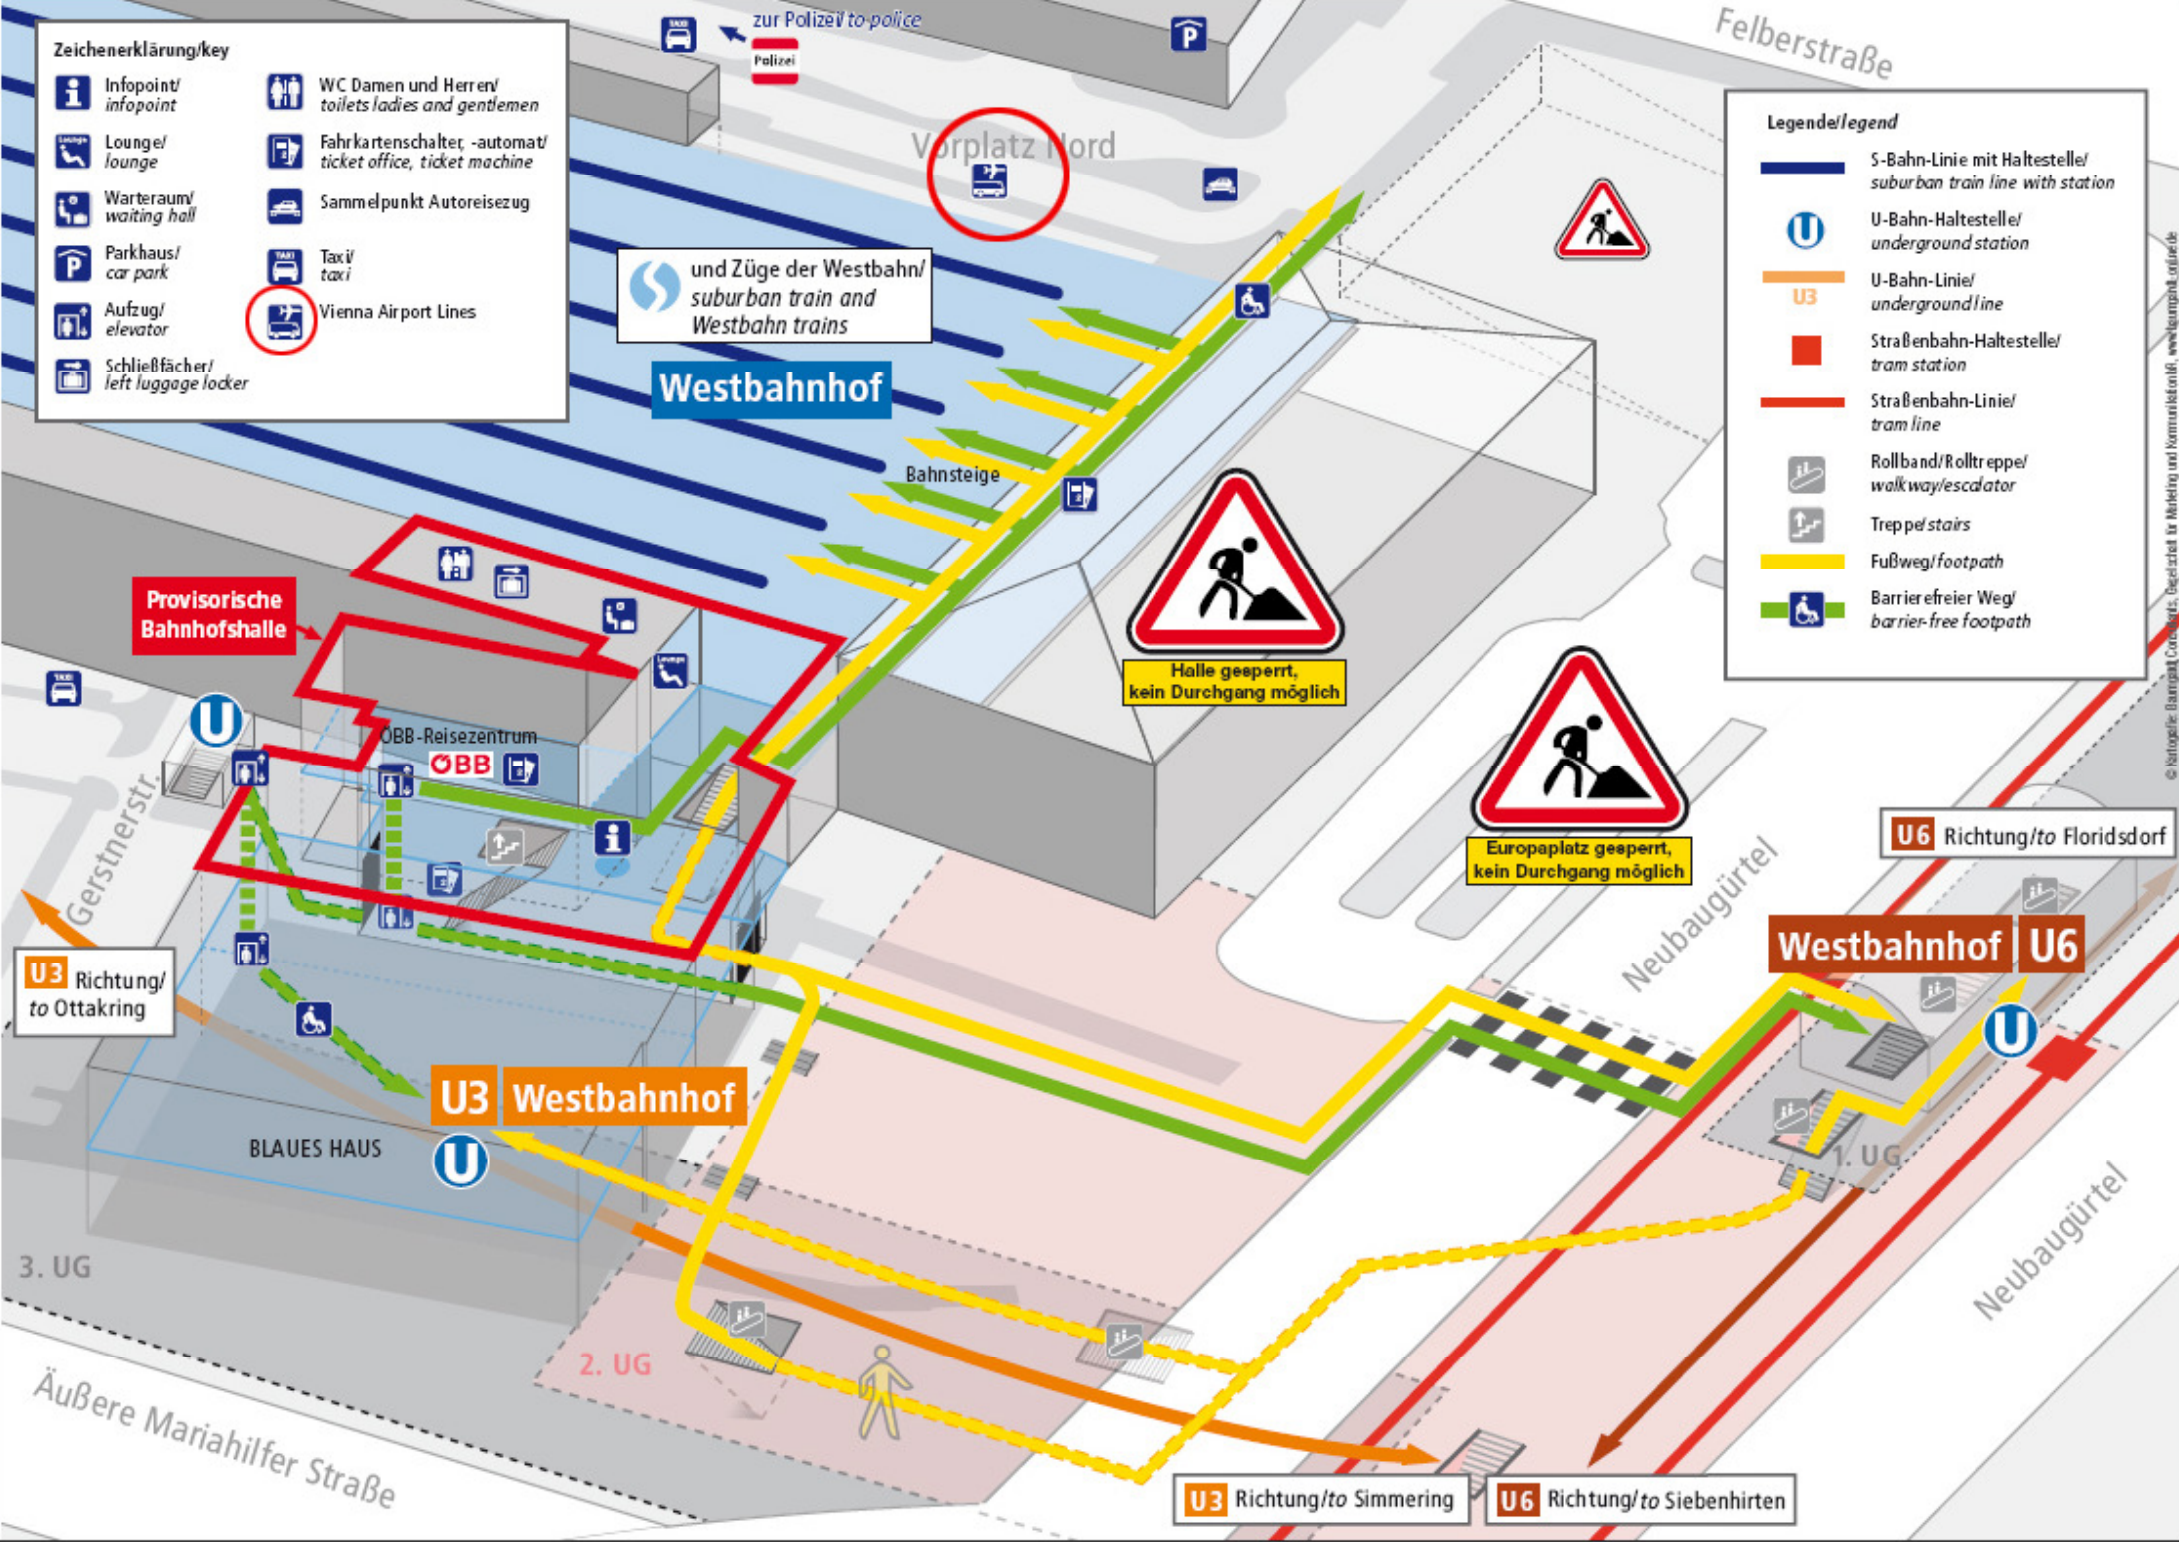 Zeichenerklärung/key
Infopoint/
infopoint
Lounge
Lounge/
lounge
Warteraum/
waiting hall
P
Parkhaus/
car park
Aufzug/
elevator
Schließfächer/
left luggage locker
WC Damen und Herren/
toilets ladies and gentlemen
Fahrkartenschalter, -automat/
ticket office, ticket machine
Sammelpunkt Autoreisezug
TAXI
Taxi/
taxi
Vienna Airport Lines
TAXI
zur Polizei/to police
Polizei
P
Felberstraße
Vorplatz Nord
und Züge der Westbahn/
suburban train and
Westbahn trains
Westbahnhof
Bahnsteige
Legende/legend
S-Bahn-Linie mit Haltestelle/
suburban train line with station
U
U-Bahn-Haltestelle/
underground station
U3
U-Bahn-Linie/
underground line
Straßenbahn-Haltestelle/
tram station
Straßenbahn-Linie/
tram line
Rollband/Rolltreppe/
walkway/escalator
Treppe/stairs
Fußweg/footpath
Barrierefreier Weg/
barrier-free footpath
Provisorische
Bahnhofshalle
Lounge
TAXI
U
ÖBB-Reisezentrum
ÖBB
Halle gesperrt,
kein Durchgang möglich
Europaplatz gesperrt,
kein Durchgang möglich
Gerstnerstr.
Neubaugürtel
U6 Richtung/to Floridsdorf
Westbahnhof U6
U
U3 Richtung/
to Ottakring
U3 Westbahnhof
U
BLAUES HAUS
1. UG
Neubaugürtel
3. UG
2. UG
Äußere Mariahilfer Straße
U3 Richtung/to Simmering
U6 Richtung/to Siebenhirten